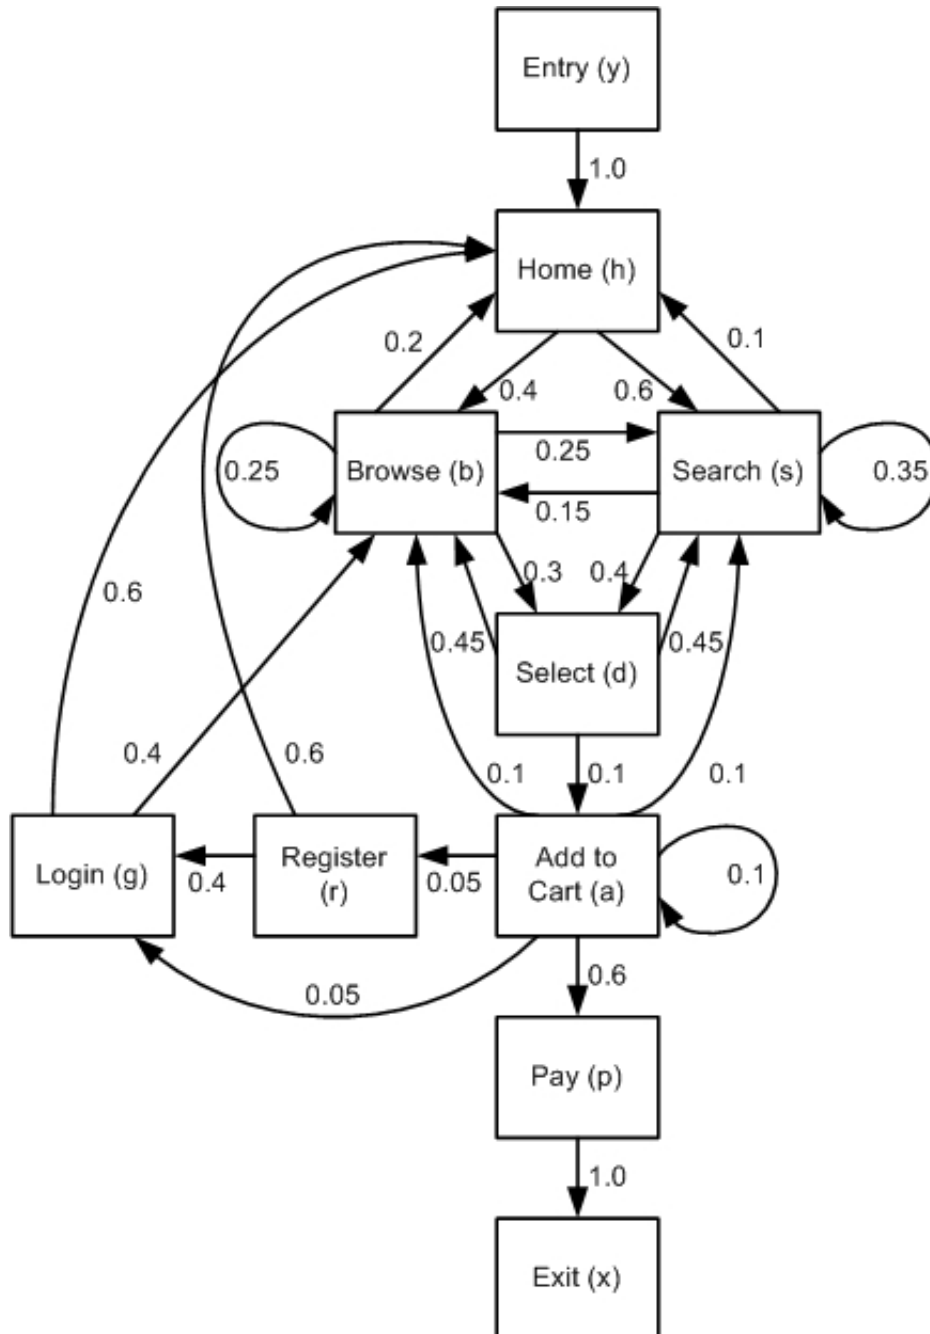 Entry (y)
1.0
Home (h)
0.2
0.4
0.6
0.1
0.25
Browse (b)
0.25
0.15
Search (s)
0.35
0.3
0.4
0.6
0.45
Select (d)
0.45
0.4
0.6
0.1
0.1
0.1
Login (g)
0.4
Register
(r)
0.05
Add to
Cart (a)
0.1
0.05
0.6
Pay (p)
1.0
Exit (x)